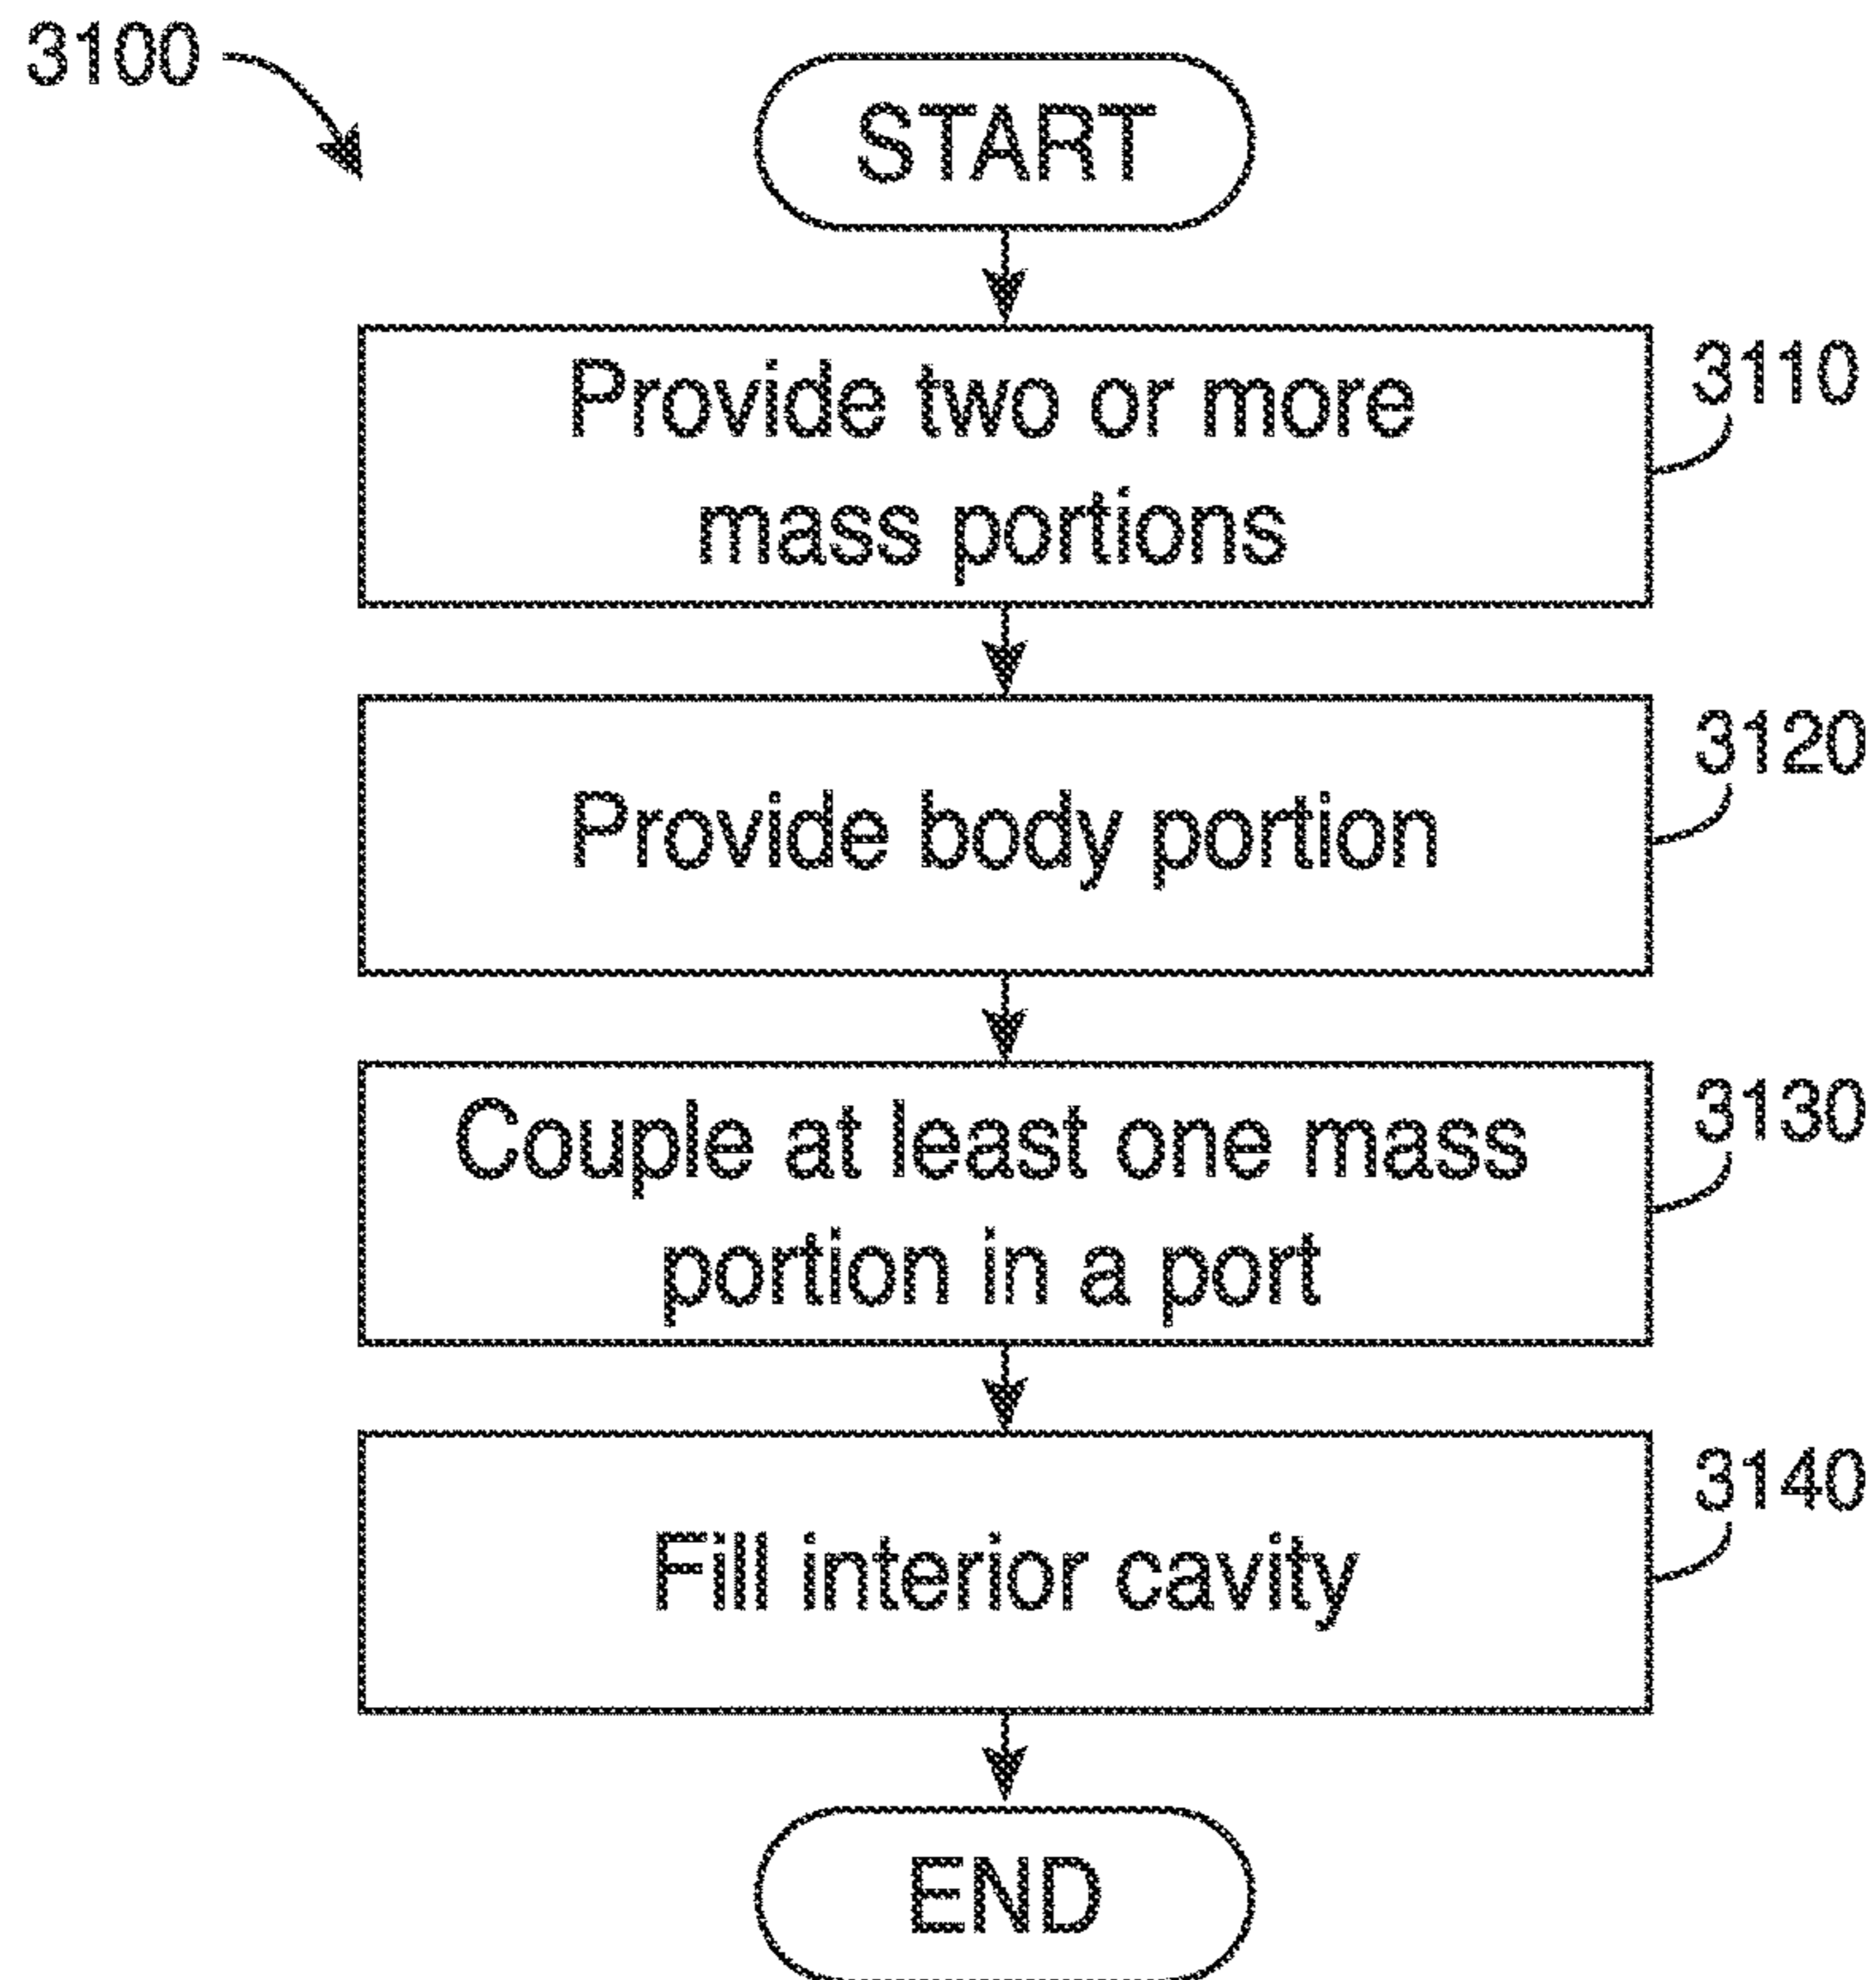 3100
START
Provide two or more
mass portions
3110
Provide body portion
3120
Couple at least one mass
portion in a port
3130
Fill interior cavity
3140
END